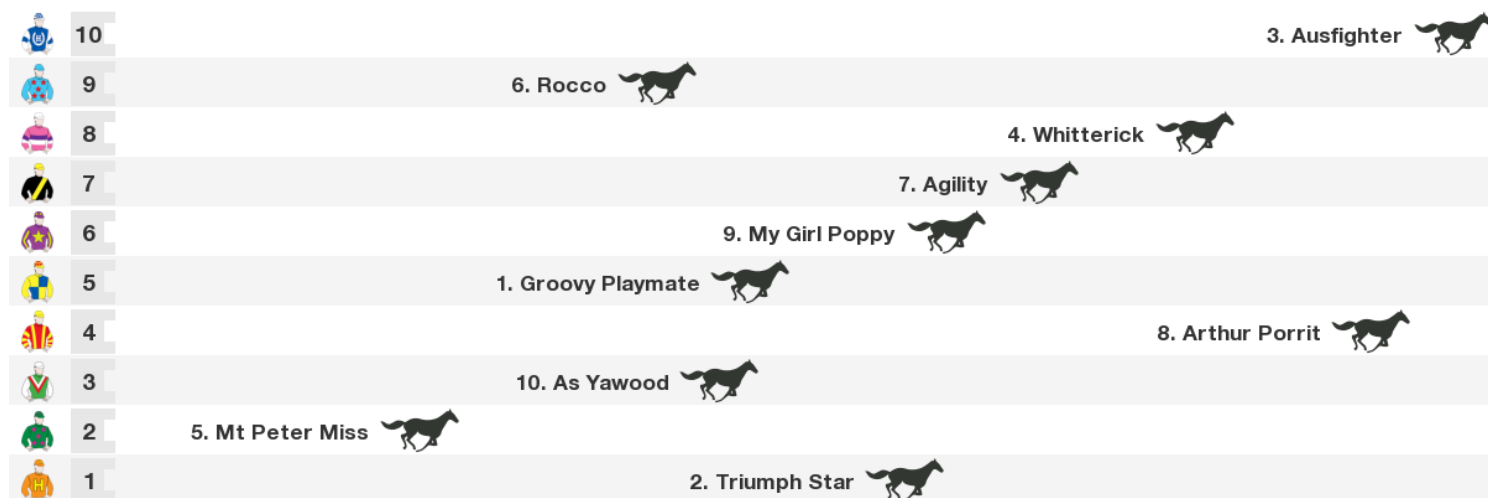 10 3. Ausfighter
9 6. Rocco
8 4. Whitterick
7 7. Agility
6 9. My Girl Poppy
5 1. Groovy Playmate
4 8. Arthur Porrit
3 10. As Yawood
2 5. Mt Peter Miss
1 2. Triumph Star
H